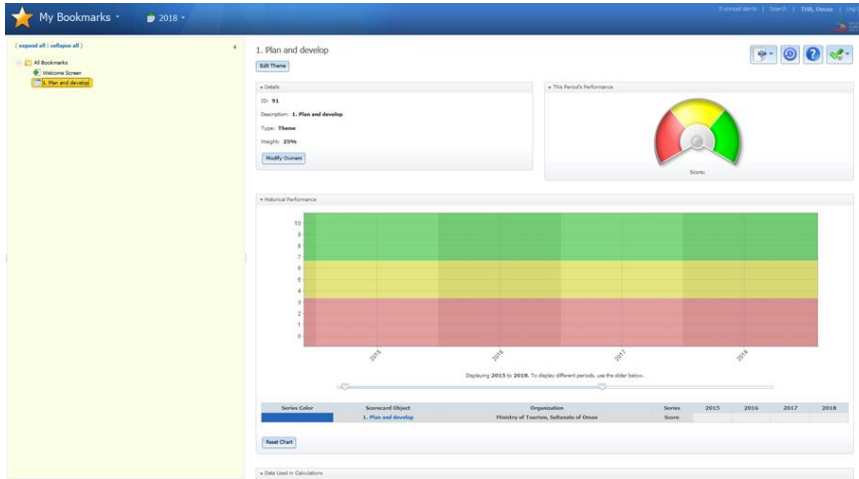 My Bookmarks
2018
0 unread alerts | Search | THR, Oman | Log
( expand all | collapse all )
All Bookmarks
Welcome Screen
1. Plan and develop
1. Plan and develop
Edit Theme
Details
ID: 91
Description: 1. Plan and develop
Type: Theme
Weight: 25%
Modify Owners
This Period's Performance
Score:
Historical Performance
10
9
8
7
6
5
4
3
2
1
0
2015
2016
2017
2018
Displaying 2015 to 2018. To display different periods, use the slider below.
Series Color Scorecard Object Organization Series 2015 2016 2017 2018
1. Plan and develop Ministry of Tourism, Sultanate of Oman Score
Reset Chart
Data Used in Calculations